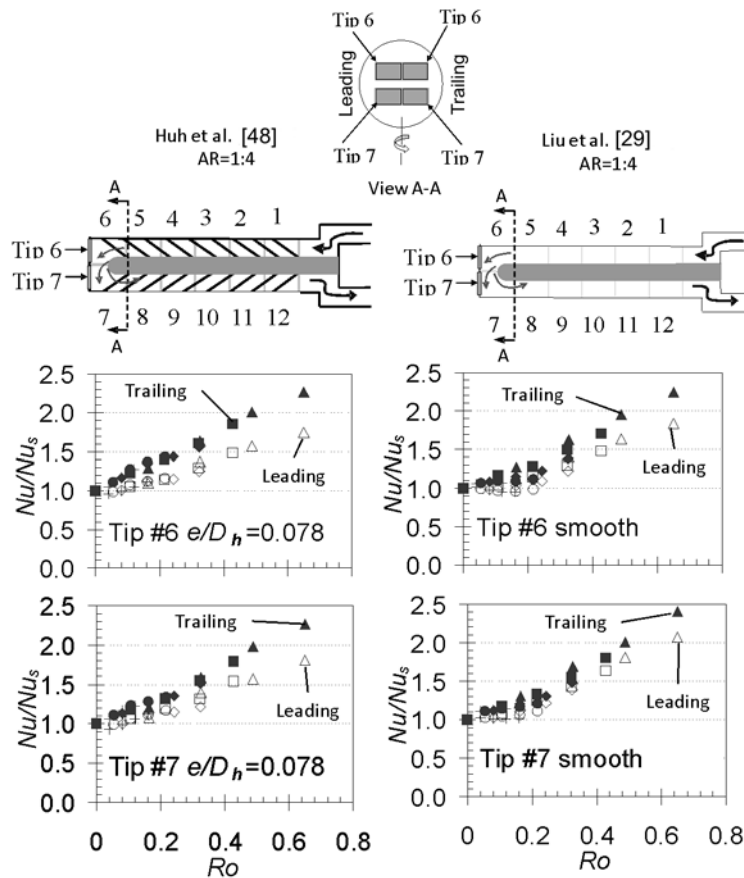 Tip 6 Tip 6
Leading
Trailing
Tip 7 Tip 7
View A-A
Huh et al. [48]
AR=1:4
Liu et al. [29]
AR=1:4
A
6 5 4 3 2 1
Tip 6
Tip 7
7 8 9 10 11 12
A
A
6 5 4 3 2 1
Tip 6
Tip 7
7 8 9 10 11 12
A
Nu/Nus
2.5
2.0
1.5
1.0
0.5
0.0
Trailing
Leading
Tip #6 e/Dh=0.078
2.5
2.0
1.5
1.0
0.5
0.0
Trailing
Leading
Tip #6 smooth
Nu/Nus
2.5
2.0
1.5
1.0
0.5
0.0
Trailing
Leading
Tip #7 e/Dh=0.078
0 0.2 0.4 0.6 0.8
Ro
Nu/Nus
2.5
2.0
1.5
1.0
0.5
0.0
Trailing
Leading
Tip #7 smooth
0 0.2 0.4 0.6 0.8
Ro